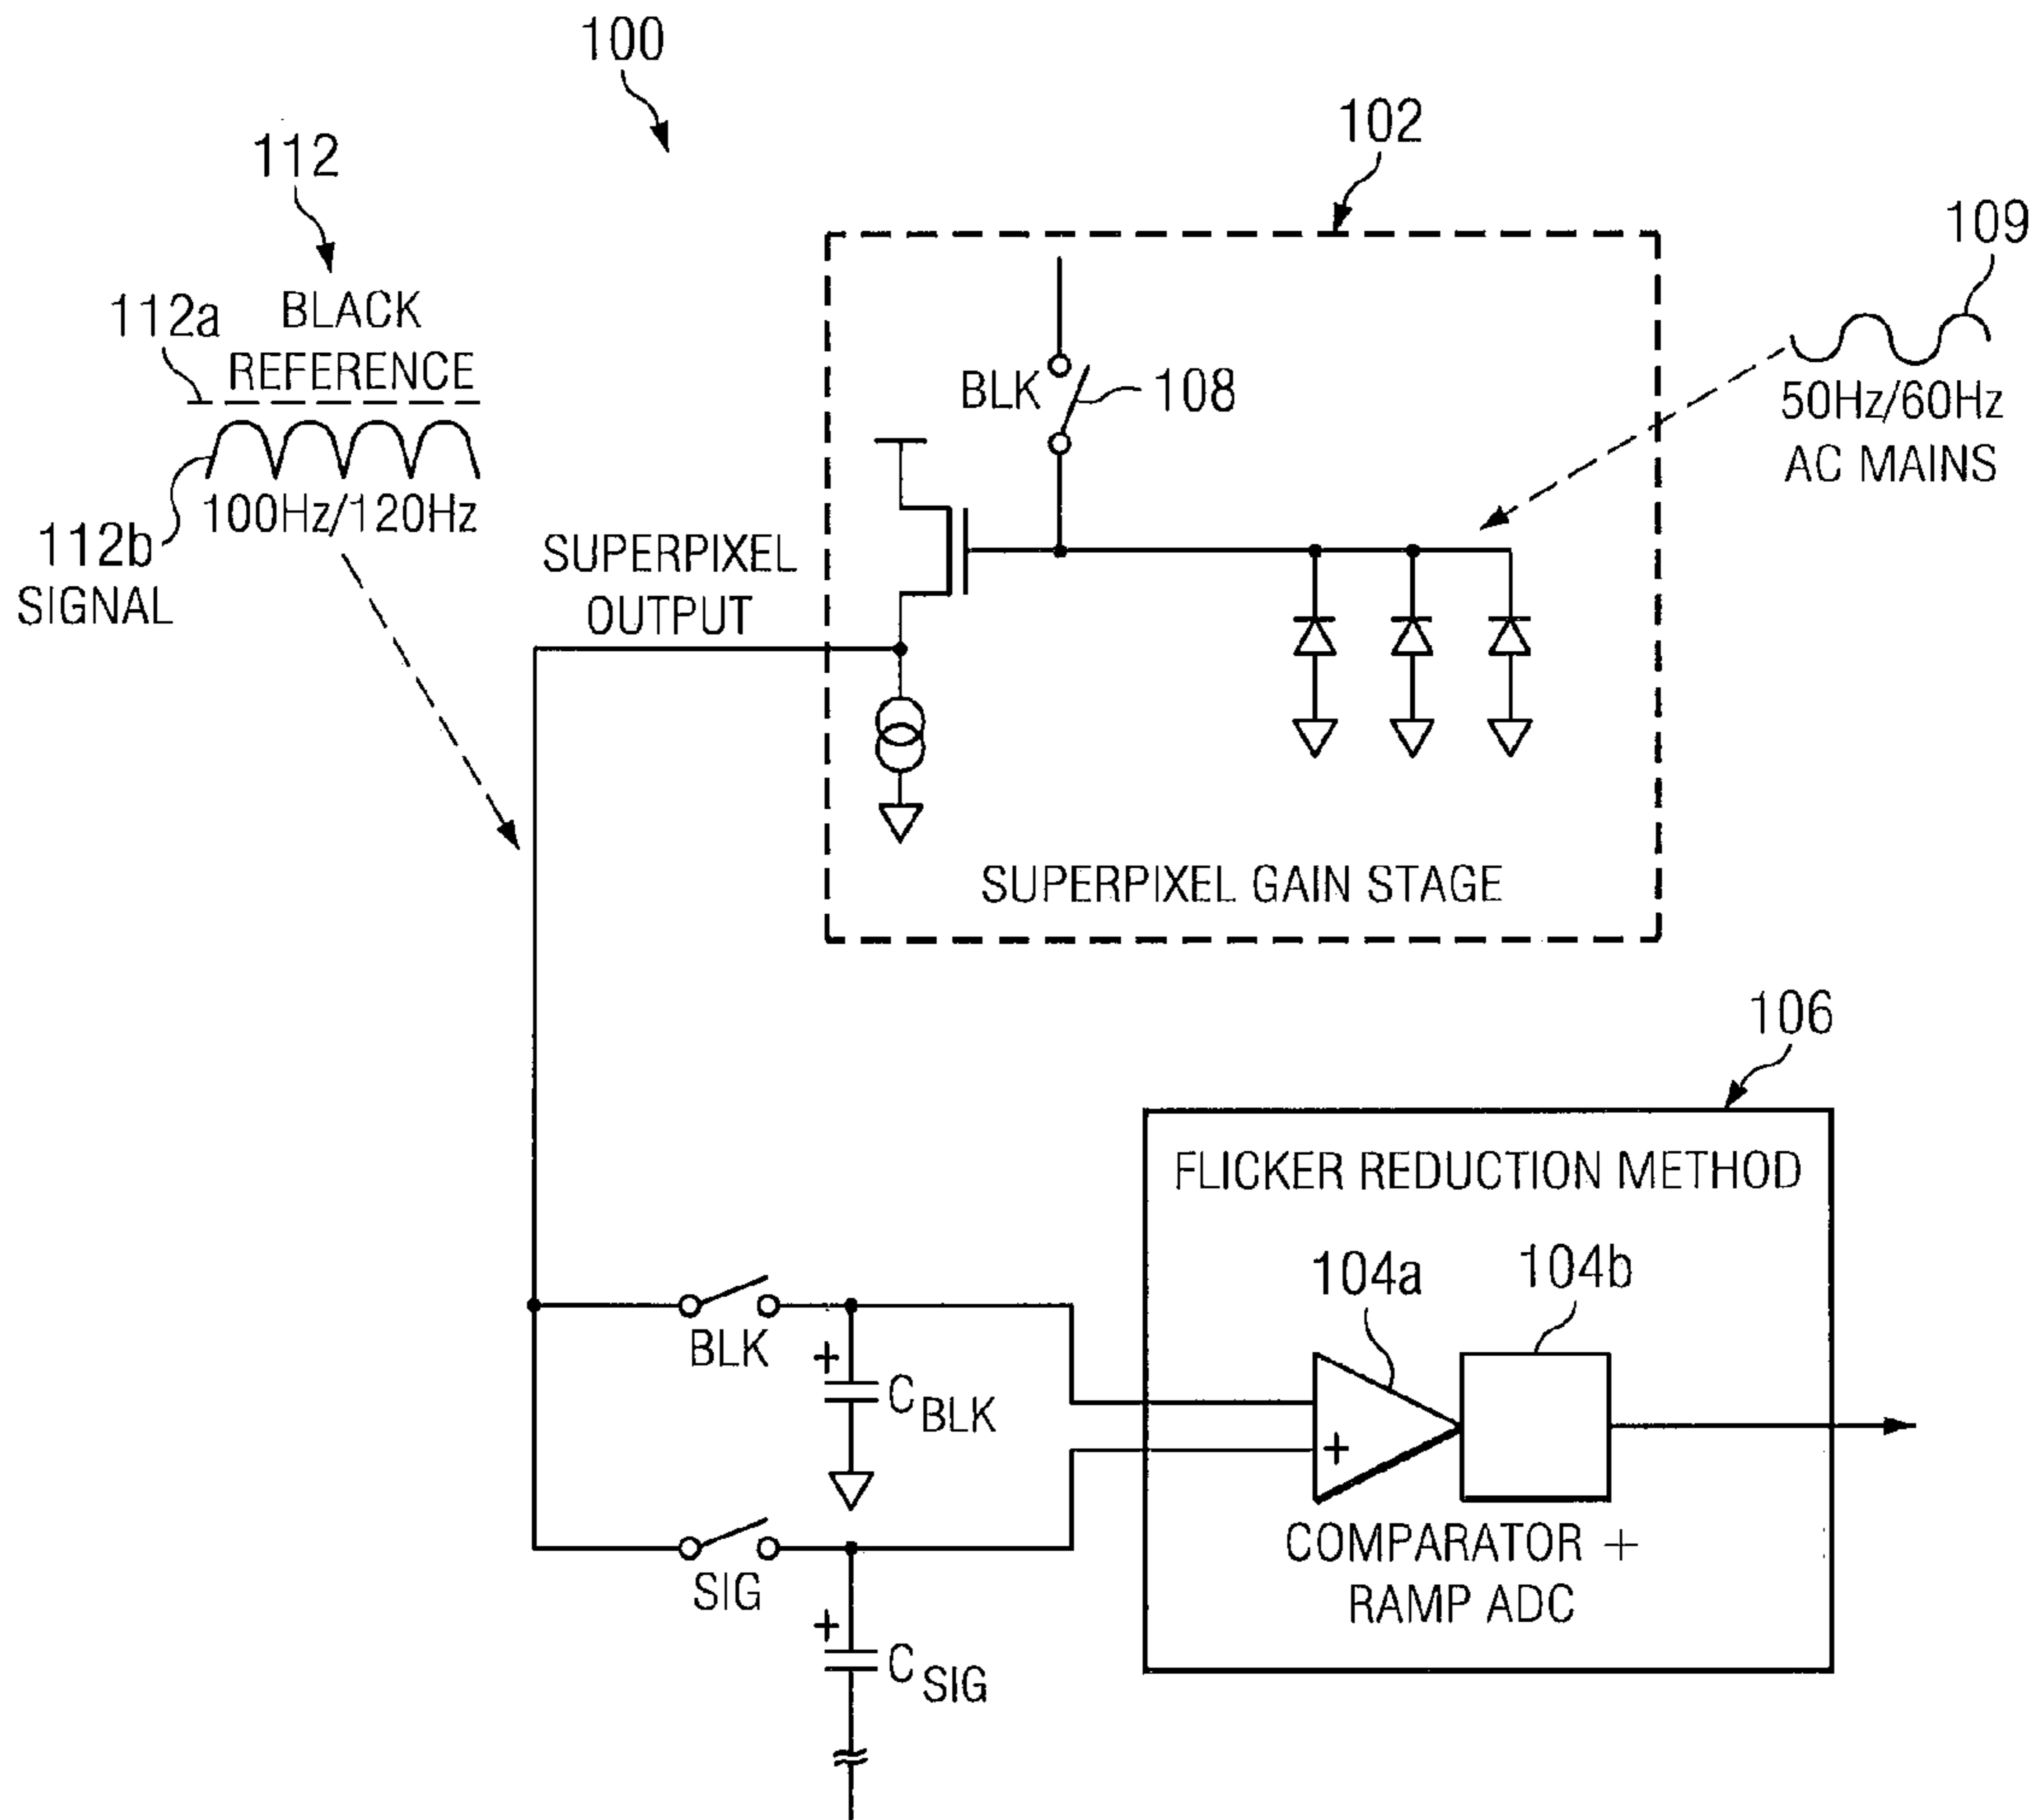 100
102
112
109
112a
BLACK
REFERENCE
BLK
108
50Hz/60Hz
AC MAINS
100Hz/120Hz
112b
SIGNAL
SUPERPIXEL
OUTPUT
SUPERPIXEL GAIN STAGE
106
FLICKER REDUCTION METHOD
104a
104b
BLK
+
C BLK
+
COMPARATOR +
RAMP ADC
SIG
+
C SIG